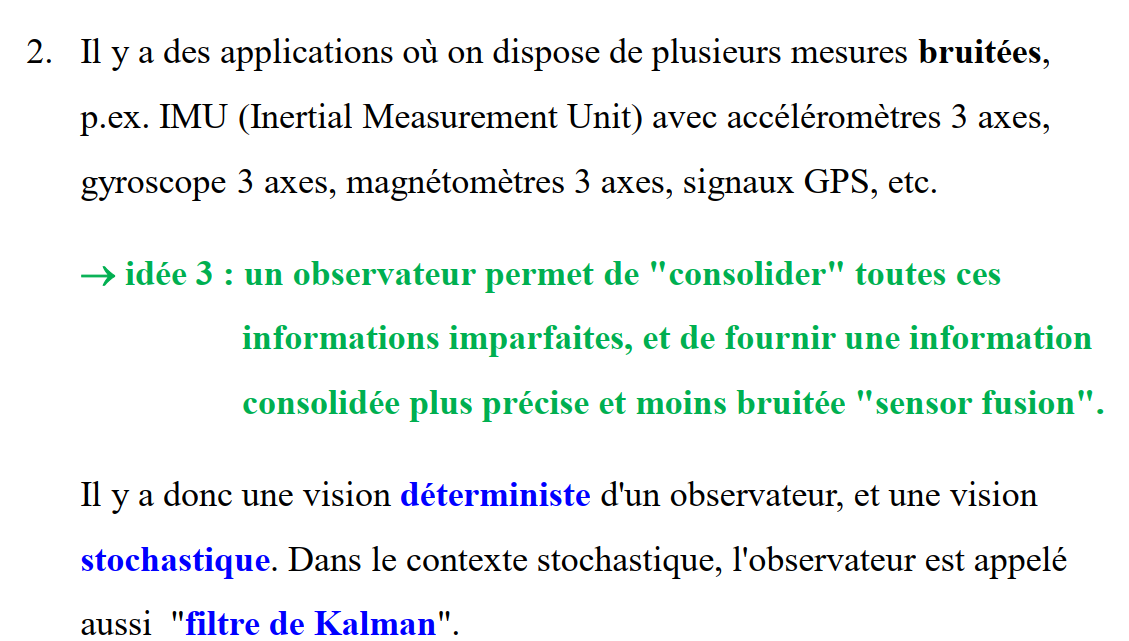 2. Il y a des applications où on dispose de plusieurs mesures bruitées,
p.ex. IMU (Inertial Measurement Unit) avec accéléromètres 3 axes,
gyroscope 3 axes, magnétomètres 3 axes, signaux GPS, etc.
→ idée 3 : un observateur permet de "consolider" toutes ces
informations imparfaites, et de fournir une information
consolidée plus précise et moins bruitée "sensor fusion".
Il y a donc une vision déterministe d'un observateur, et une vision
stochastique. Dans le contexte stochastique, l'observateur est appelé
aussi "filtre de Kalman".